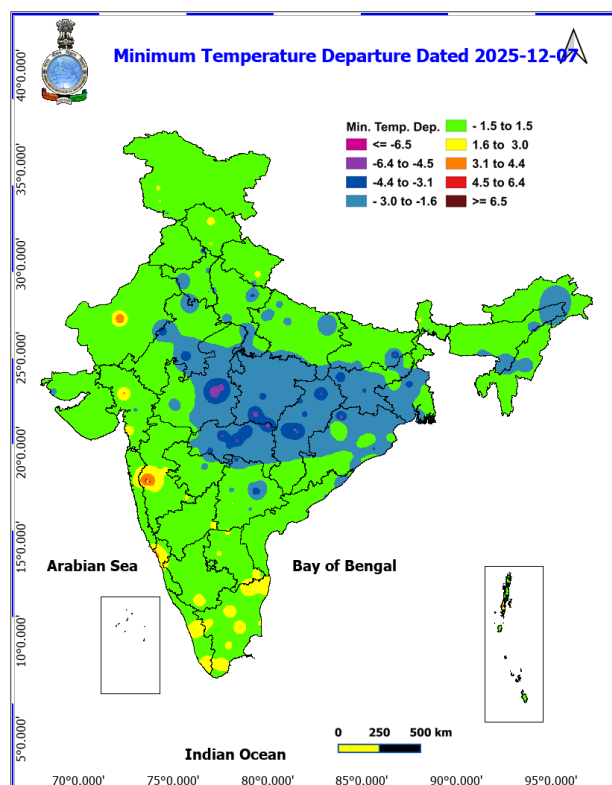 Minimum Temperature Departure Dated 2025-12-07
Min. Temp. Dep.
<= -6.5
-6.4 to -4.5
-4.4 to -3.1
- 3.0 to -1.6
- 1.5 to 1.5
1.6 to 3.0
3.1 to 4.4
4.5 to 6.4
>= 6.5
40°0.000'
35°0.000'
30°0.000'
25°0.000'
20°0.000'
15°0.000'
10°0.000'
5°0.000'
Arabian Sea
Bay of Bengal
Indian Ocean
0 250 500 km
70°0.000' 75°0.000' 80°0.000' 85°0.000' 90°0.000' 95°0.000'